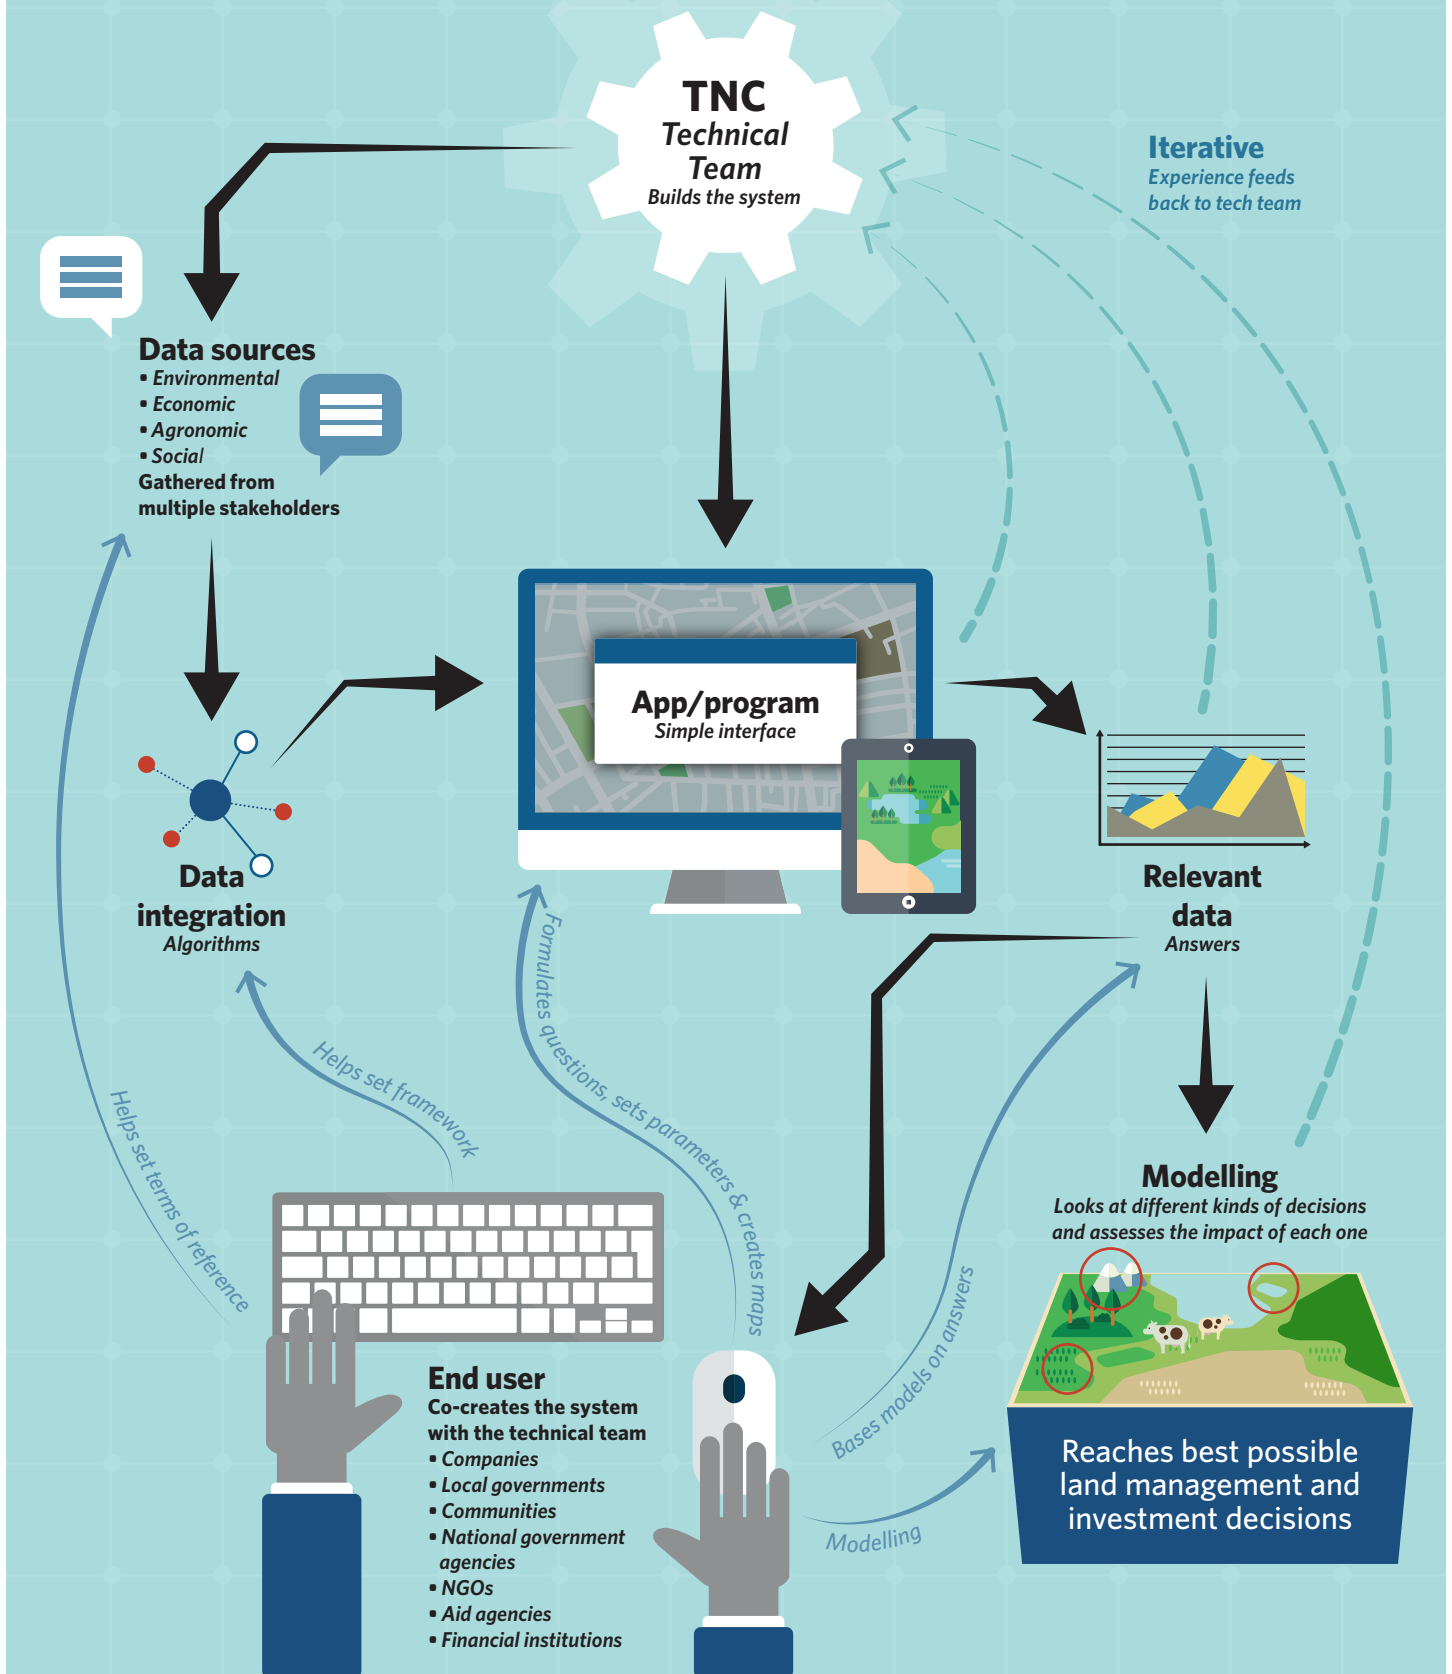 TNC
Technical
Team
Builds the system
Iterative
Experience feeds
back to tech team
Data sources
▪ Environmental
▪ Economic
▪ Agronomic
▪ Social
Gathered from
multiple stakeholders
App/program
Simple interface
Data
integration
Algorithms
Relevant
data
Answers
Helps set terms of reference
Helps set framework
Formulates questions, sets parameters & creates maps
Bases models on answers
Modelling
Modelling
Looks at different kinds of decisions
and assesses the impact of each one
Reaches best possible
land management and
investment decisions
End user
Co-creates the system
with the technical team
▪ Companies
▪ Local governments
▪ Communities
▪ National government
agencies
▪ NGOs
▪ Aid agencies
▪ Financial institutions